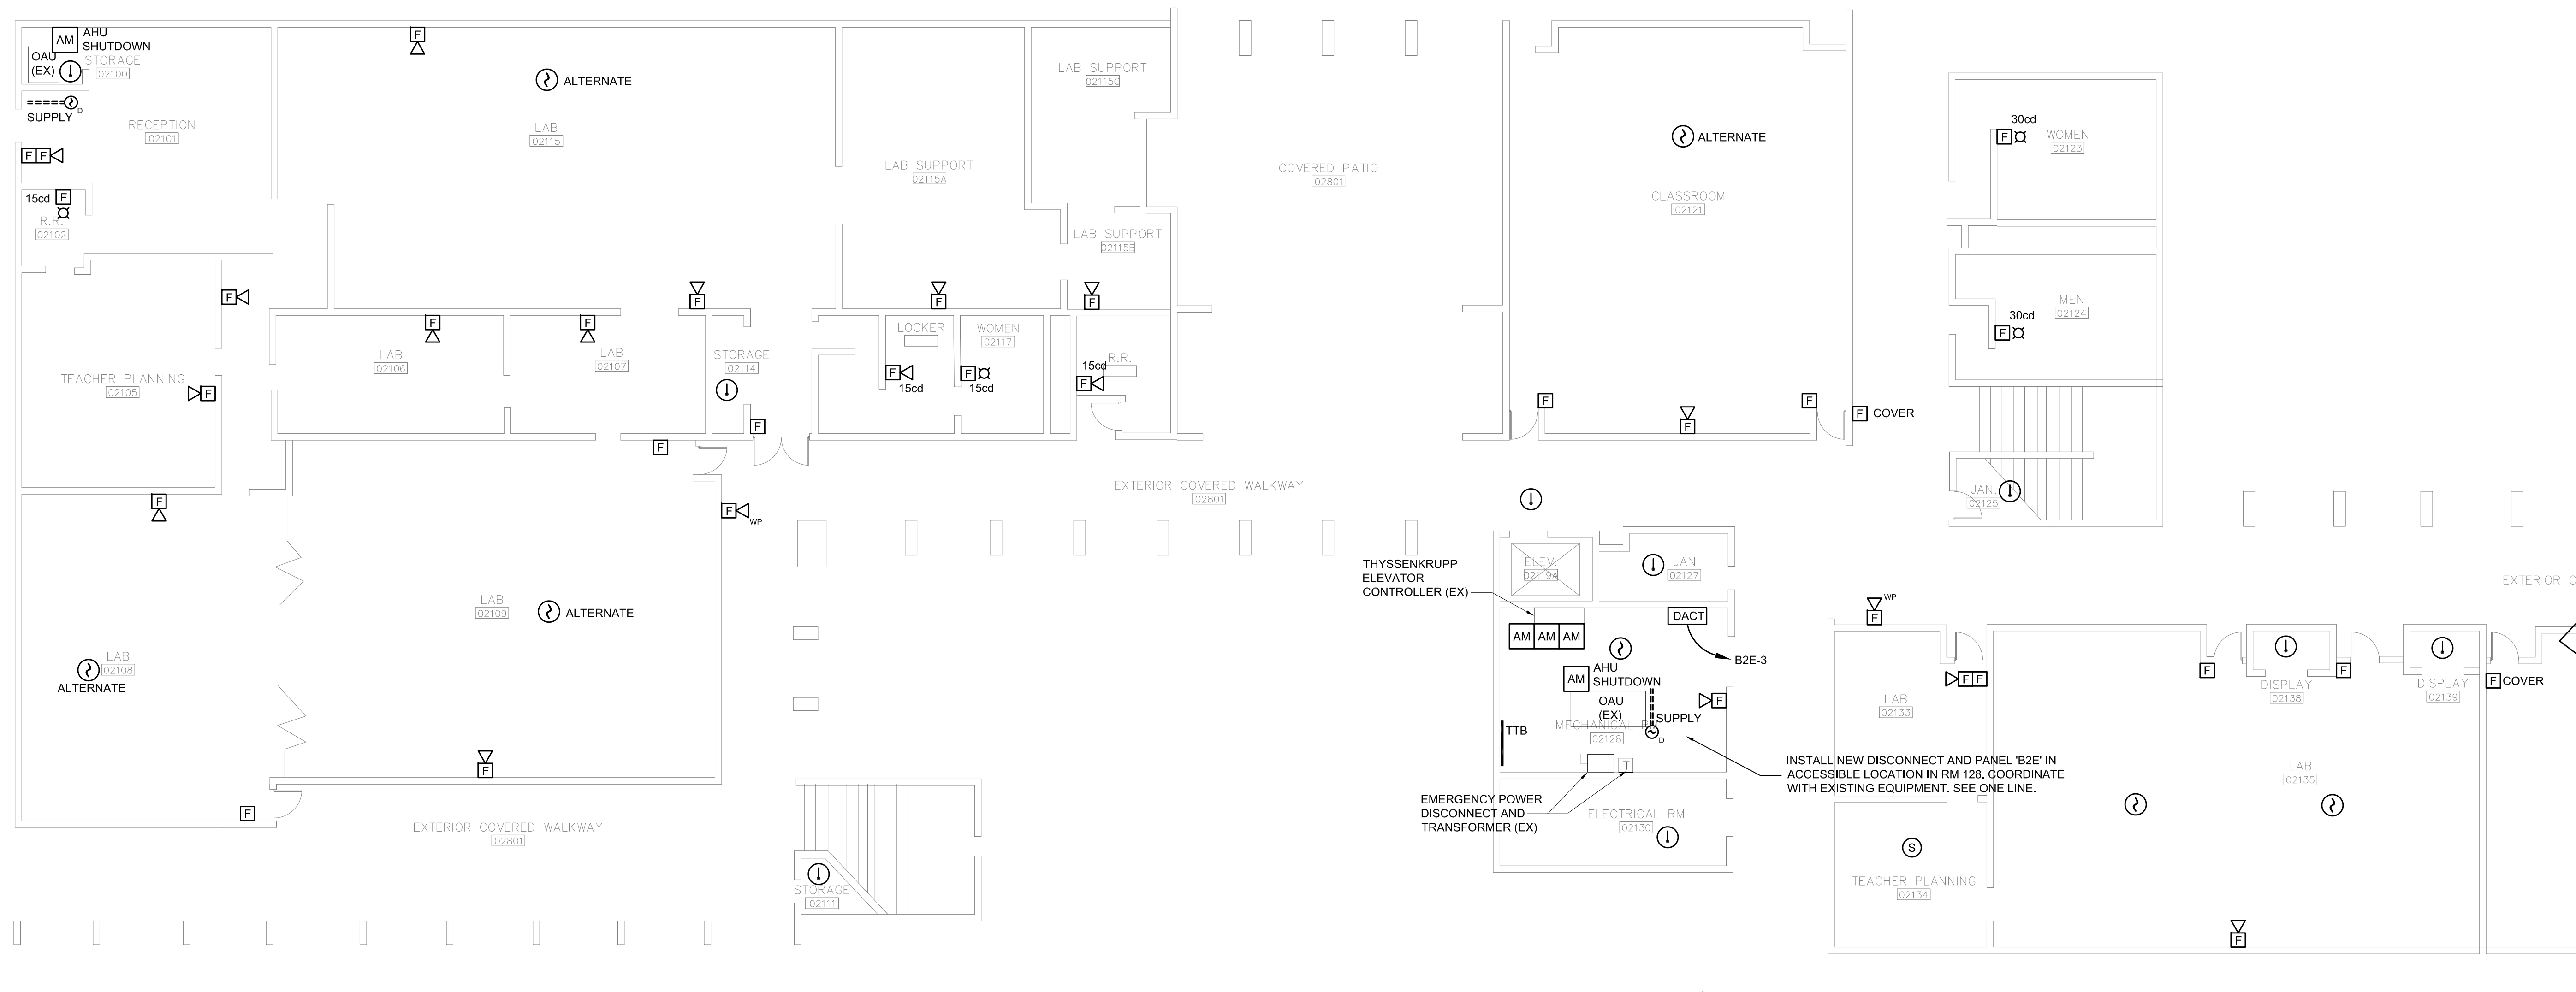 AM
AHU
SHUTDOWN
OAU
(EX)
STORAGE
02100
D
SUPPLY
RECEPTION
02101
F
F
15cd
F
R.R.
02102
F
ALTERNATE
LAB
02115
LAB SUPPORT
02115A
LAB SUPPORT
02115C
LAB SUPPORT
02115B
F
F
F
F
TEACHER PLANNING
02105
F
F
F
LAB
02106
LAB
02107
STORAGE
02114
F
F
LOCKER
F
15cd
WOMEN
02117
F
15cd
R.R.
15cd
F
F
F
WP
EXTERIOR COVERED WALKWAY
02801
LAB
02108
ALTERNATE
LAB
02109
ALTERNATE
F
F
EXTERIOR COVERED WALKWAY
02801
STORAGE
02111
COVERED PATIO
02801
ALTERNATE
CLASSROOM
02121
F
F
F
F
COVER
30cd
F
WOMEN
02123
MEN
02124
30cd
F
JAN.
02125
THYSSENKRUPP
ELEVATOR
CONTROLLER (EX)
ELEV.
02119A
JAN
02127
AM
AM
AM
DACT
B2E-3
AM
AHU
SHUTDOWN
OAU
(EX)
SUPPLY
D
F
TTB
MECHANICAL R
02128
T
EMERGENCY POWER
DISCONNECT AND
TRANSFORMER (EX)
ELECTRICAL RM
02130
INSTALL NEW DISCONNECT AND PANEL 'B2E' IN
ACCESSIBLE LOCATION IN RM 128. COORDINATE
WITH EXISTING EQUIPMENT. SEE ONE LINE.
WP
F
F
F
LAB
02133
S
TEACHER PLANNING
02134
F
DISPLAY
02138
F
DISPLAY
02139
F
COVER
LAB
02135
F
EXTERIOR